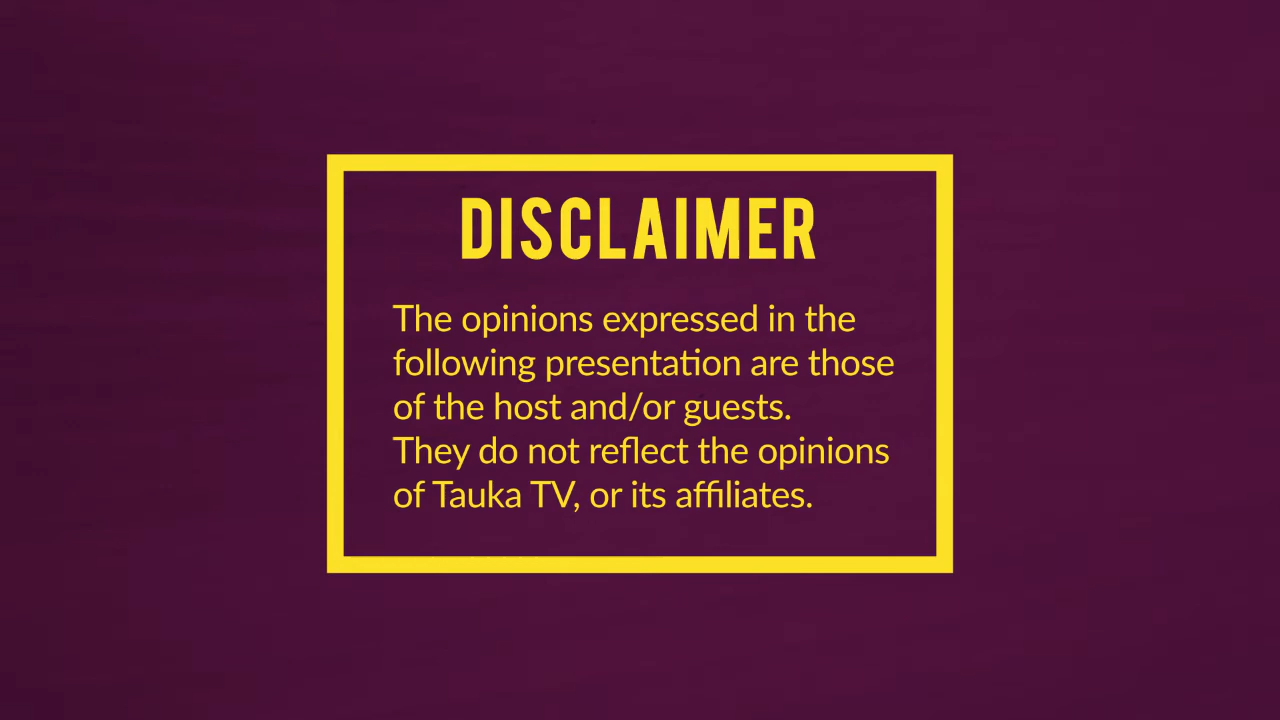 DISCLAIMER
The opinions expressed in the
following presentation are those
of the host and/or guests.
They do not reflect the opinions
of Tauka TV, or its affiliates.